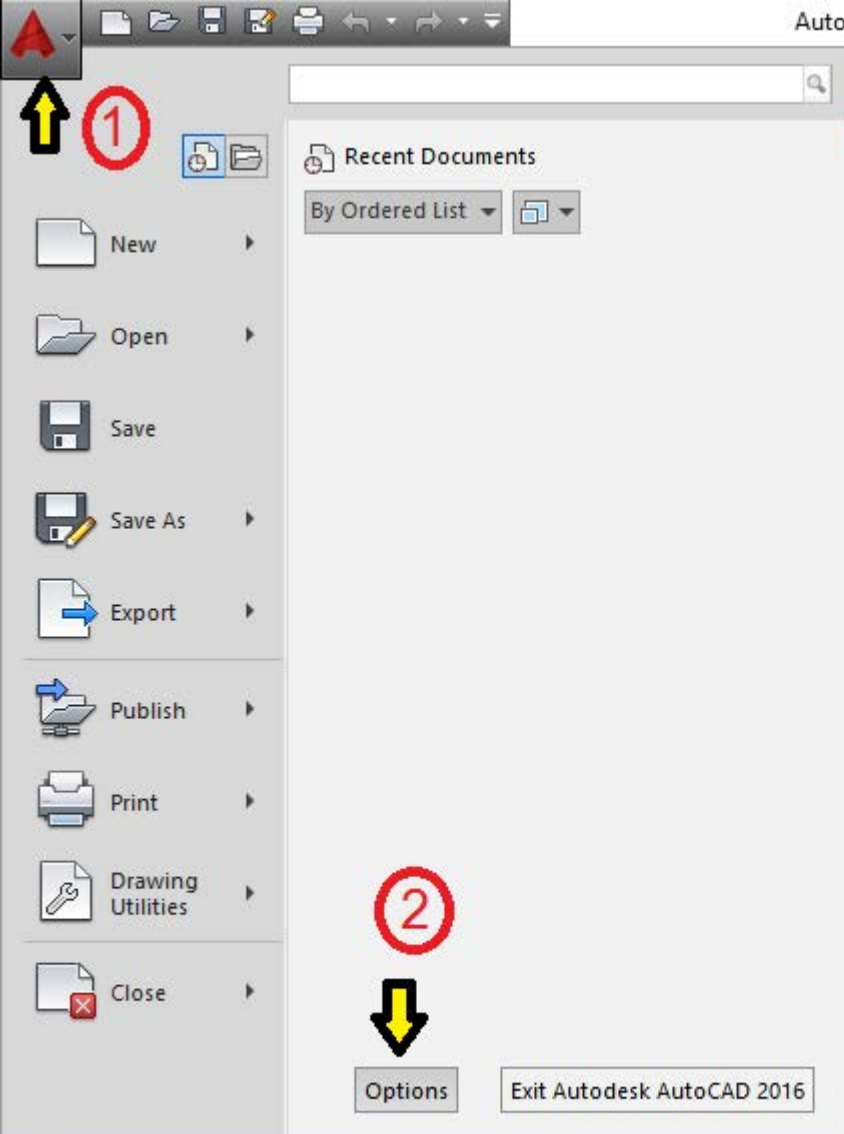 Auto
1
Recent Documents
By Ordered List
New
Open
Save
Save As
Export
Publish
Print
Drawing
Utilities
2
Close
Options
Exit Autodesk AutoCAD 2016